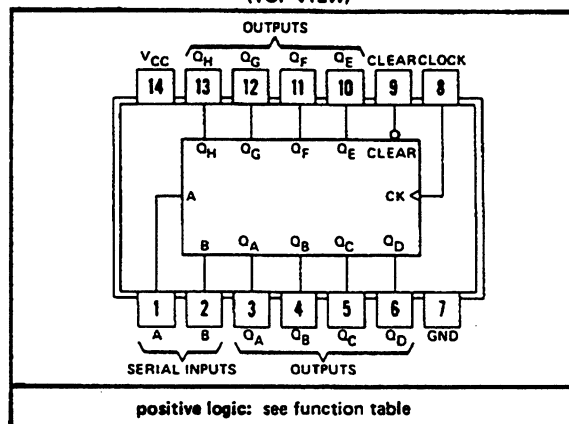 OUTPUTS
VCC QH QG QF QE CLEAR CLOCK
14 13 12 11 10 9 8
QH QG QF QE CLEAR
A CK
B QA QB QC QD
1 2 3 4 5 6 7
A B QA QB QC QD GND
SERIAL INPUTS OUTPUTS
positive logic: see function table